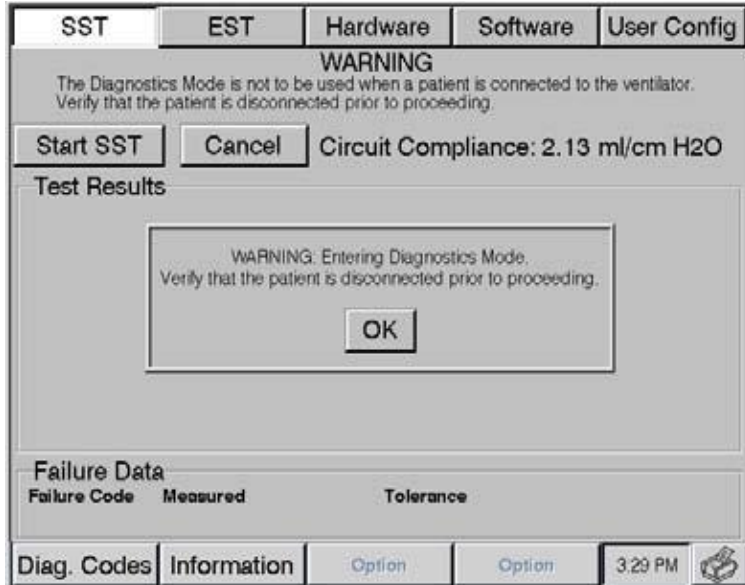 SST EST Hardware Software User Config
WARNING
The Diagnostics Mode is not to be used when a patient is connected to the ventilator.
Verify that the patient is disconnected prior to proceeding.
Start SST Cancel Circuit Compliance: 2.13 ml/cm H2O
Test Results
WARNING: Entering Diagnostics Mode.
Verify that the patient is disconnected prior to proceeding.
OK
Failure Data
Failure Code Measured Tolerance
Diag. Codes Information Option Option 3:29 PM